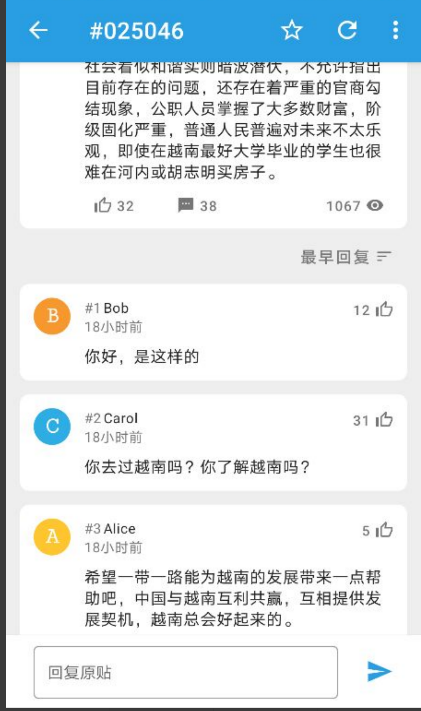 #025046
社会看似和谐实则暗波潜伏，不允许指出
目前存在的问题，还存在着严重的官商勾
结现象，公职人员掌握了大多数财富，阶
级固化严重，普通人民普遍对未来不太乐
观，即使在越南最好大学毕业的学生也很
难在河内或胡志明买房子。
32 38 1067
最早回复
B #1 Bob 12
18小时前
你好，是这样的
C #2 Carol 31
18小时前
你去过越南吗？你了解越南吗？
A #3 Alice 5
18小时前
希望一带一路能为越南的发展带来一点帮
助吧，中国与越南互利共赢，互相提供发
展契机，越南总会好起来的。
回复原贴